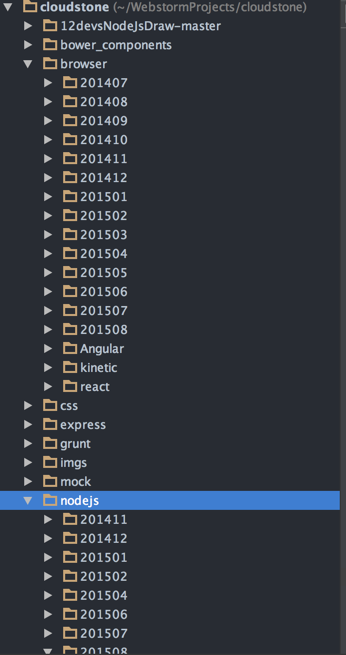 cloudstone (~/WebstormProjects/cloudstone)
12devsNodeJsDraw-master
bower_components
browser
201407
201408
201409
201410
201411
201412
201501
201502
201503
201504
201505
201506
201507
201508
Angular
kinetic
react
css
express
grunt
imgs
mock
nodejs
201411
201412
201501
201502
201504
201506
201507
201508